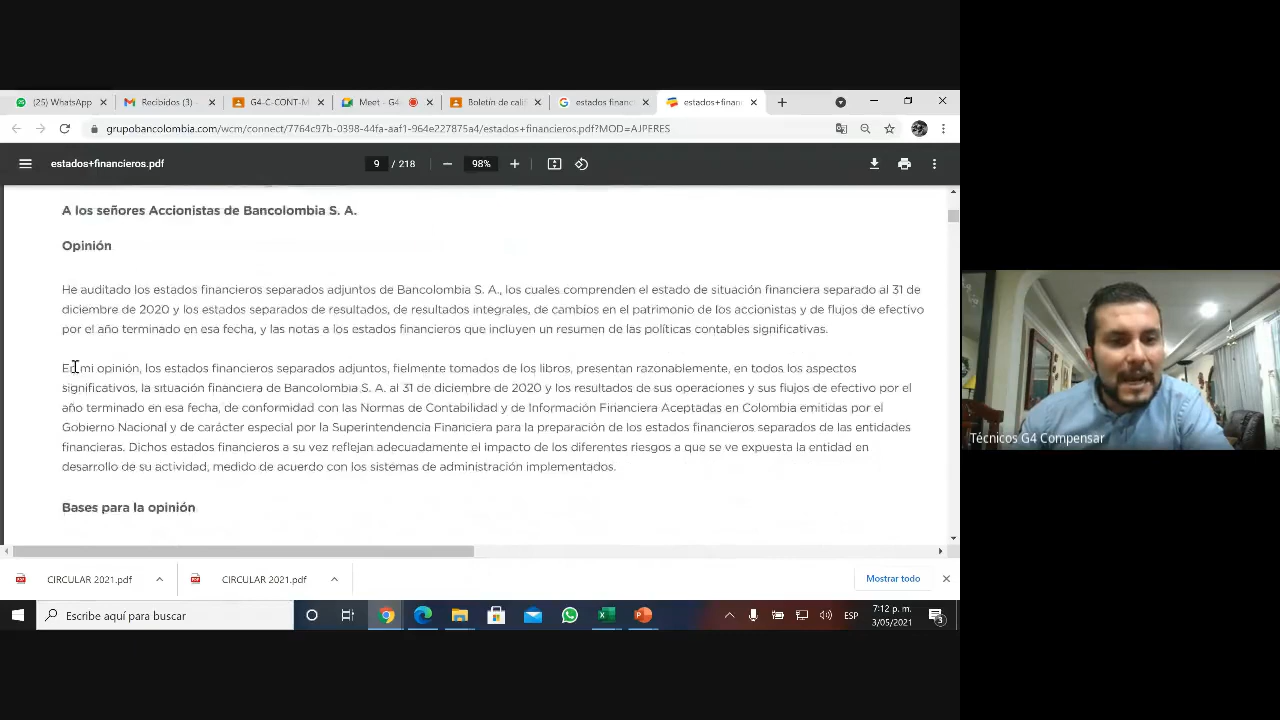 (25) WhatsApp
Recibidos (3) -
G4-C-CONT-M
Meet – G4-
Boletín de cali
estados financ
estados+finan
grupobancolombia.com/wcm/connect/7764c97b-0398-44fa-aaf1-964e227875a4/estados+financieros.pdf?MOD=AJPERES
estados+financieros.pdf
9 / 218
98%
A los señores Accionistas de Bancolombia S. A.
Opinión
He auditado los estados financieros separados adjuntos de Bancolombia S. A., los cuales comprenden el estado de situación financiera separado al 31 de
diciembre de 2020 y los estados separados de resultados, de resultados integrales, de cambios en el patrimonio de los accionistas y de flujos de efectivo
por el año terminado en esa fecha, y las notas a los estados financieros que incluyen un resumen de las políticas contables significativas.
En mi opinión, los estados financieros separados adjuntos, fielmente tomados de los libros, presentan razonablemente, en todos los aspectos
significativos, la situación financiera de Bancolombia S. A. al 31 de diciembre de 2020 y los resultados de sus operaciones y sus flujos de efectivo por el
año terminado en esa fecha, de conformidad con las Normas de Contabilidad y de Información Financiera Aceptadas en Colombia emitidas por el
Gobierno Nacional y de carácter especial por la Superintendencia Financiera para la preparación de los estados financieros separados de las entidades
financieras. Dichos estados financieros a su vez reflejan adecuadamente el impacto de los diferentes riesgos a que se ve expuesta la entidad en
desarrollo de su actividad, medido de acuerdo con los sistemas de administración implementados.
Bases para la opinión
Técnicos G4 Compensar
CIRCULAR 2021.pdf
CIRCULAR 2021.pdf
Mostrar todo
Escribe aquí para buscar
ESP
7:12 p. m.
3/05/2021
3